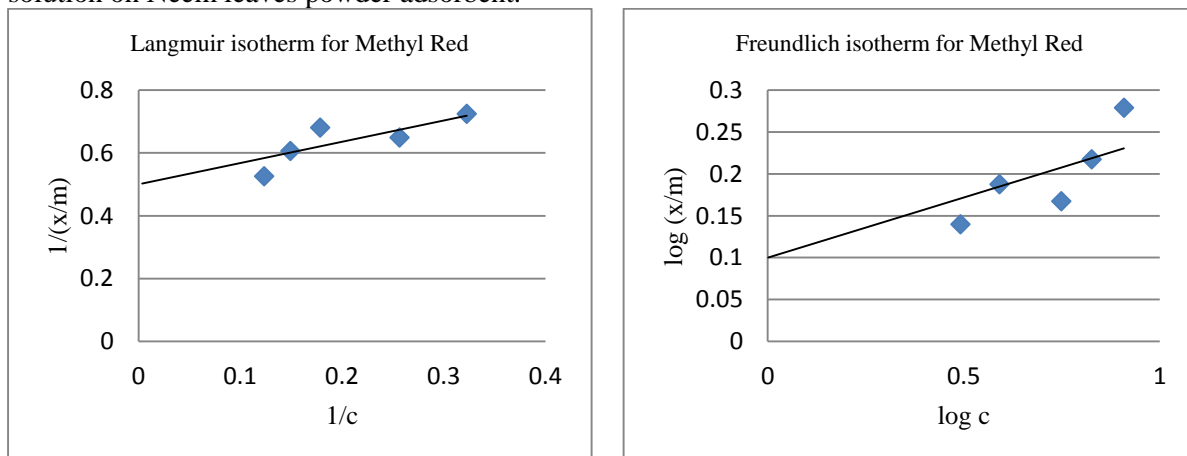 solution on Neem leaves powder adsorbent.
Langmuir isotherm for Methyl Red
0.8
0.6
0.4
0.2
0
1/(x/m)
0 0.1 0.2 0.3 0.4
1/c
Freundlich isotherm for Methyl Red
0.3
0.25
0.2
0.15
0.1
0.05
0
log (x/m)
0 0.5 1
log c